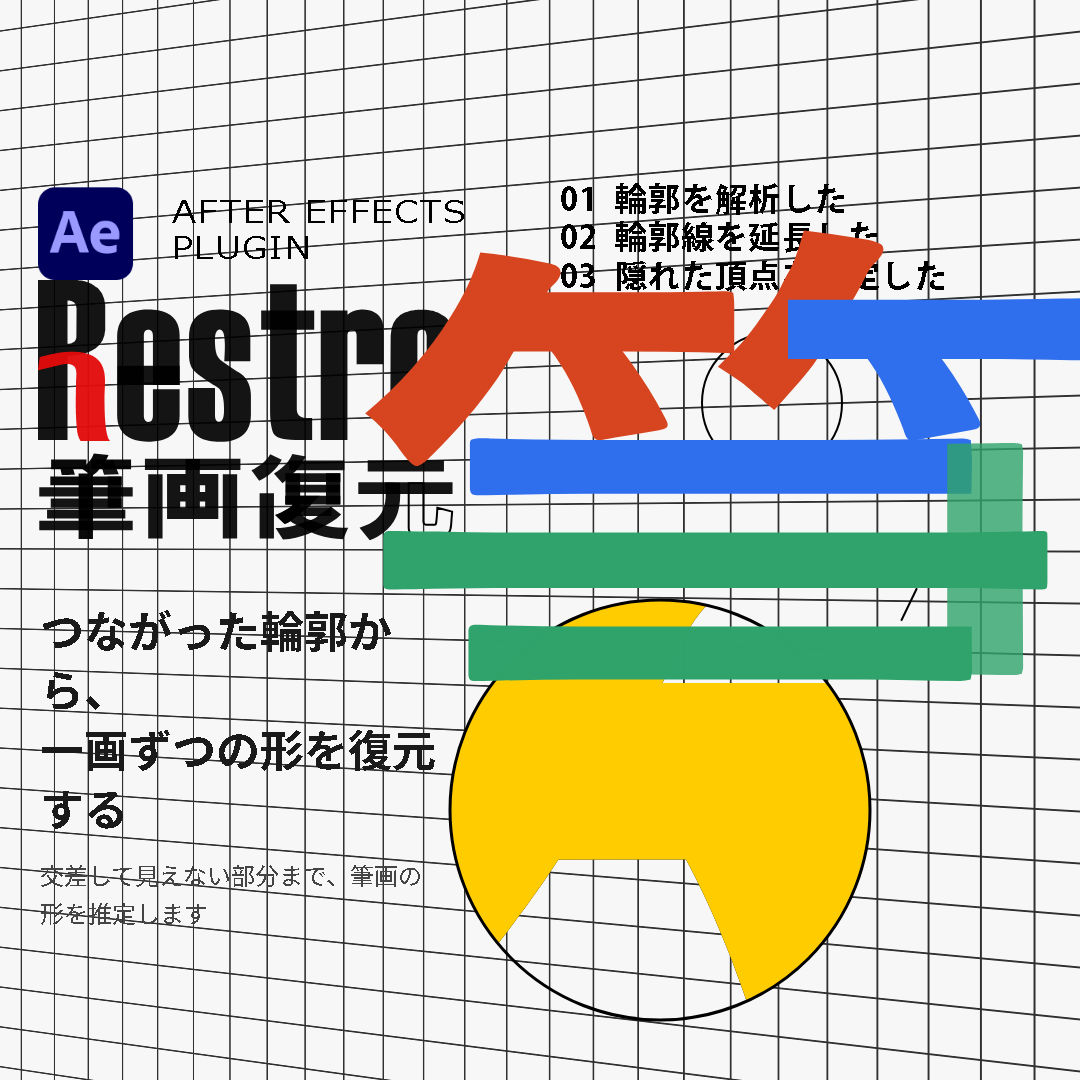 Ae
AFTER EFFECTS
PLUGIN
01 輪郭を解析した
02 輪郭線を延長した
03 隠れた頂点 定した
Restro
筆画復元
つながった輪郭か
ら、
一画ずつの形を復元
する
交差して見えない部分まで、筆画の
形を推定します